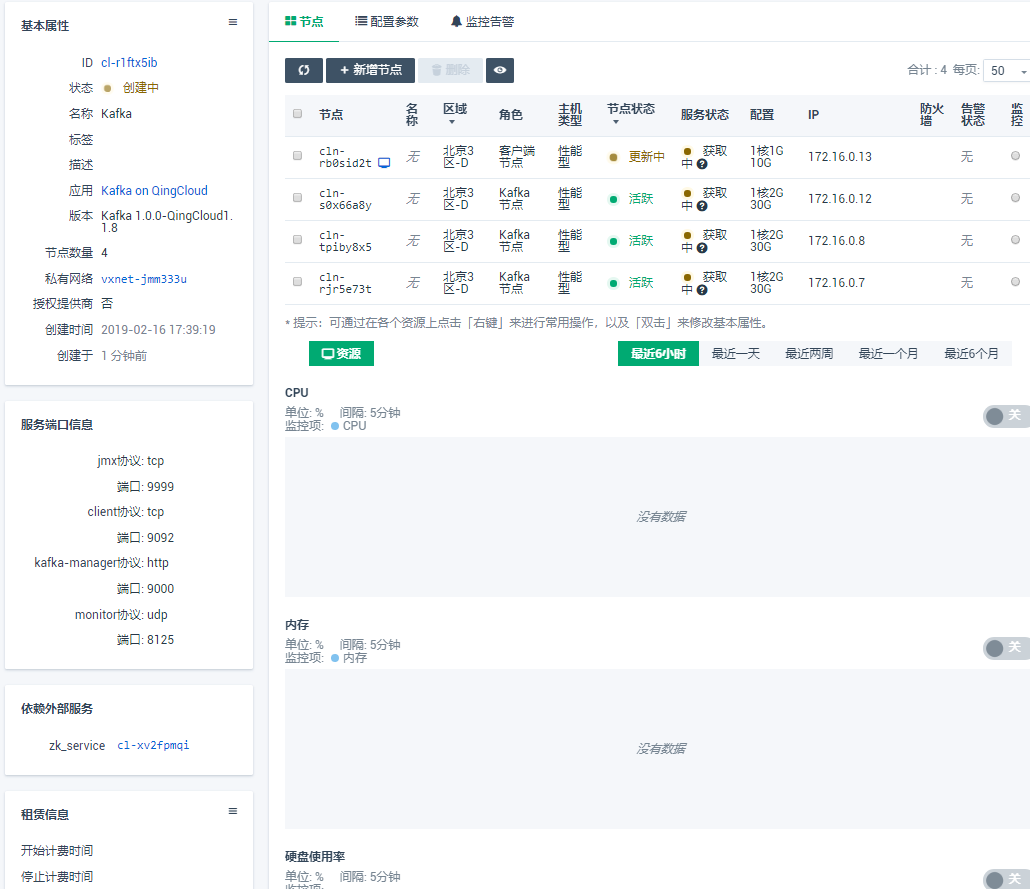 基本属性
ID cl-r1ftx5ib
状态 创建中
名称 Kafka
标签
描述
应用 Kafka on QingCloud
版本 Kafka 1.0.0-QingCloud1.
1.8
节点数量 4
私有网络 vxnet-jmm333u
授权提供商 否
创建时间 2019-02-16 17:39:19
创建于 1 分钟前
服务端口信息
jmx协议: tcp
端口: 9999
client协议: tcp
端口: 9092
kafka-manager协议: http
端口: 9000
monitor协议: udp
端口: 8125
依赖外部服务
zk_service cl-xv2fpmqi
租赁信息
开始计费时间
停止计费时间
节点 配置参数 监控告警
+ 新增节点 删除 合计 : 4 每页: 50
节点 名称 区域 角色 主机类型 节点状态 服务状态 配置 IP 防火墙 告警状态 监控
cln- 无 北京3 客户端 性能 更新中 获取 1核1G 172.16.0.13 无
rb0sid2t 区-D 节点 型 中 10G
cln- 无 北京3 Kafka 性能 活跃 获取 1核2G 172.16.0.12 无
s0x66a8y 区-D 节点 型 中 30G
cln- 无 北京3 Kafka 性能 活跃 获取 1核2G 172.16.0.8 无
tpiby8x5 区-D 节点 型 中 30G
cln- 无 北京3 Kafka 性能 活跃 获取 1核2G 172.16.0.7 无
rjr5e73t 区-D 节点 型 中 30G
* 提示：可通过在各个资源上点击「右键」来进行常用操作，以及「双击」来修改基本属性。
资源 最近6小时 最近一天 最近两周 最近一个月 最近6个月
CPU
单位: % 间隔: 5分钟
监控项: CPU
关
没有数据
内存
单位: % 间隔: 5分钟
监控项: 内存
关
没有数据
硬盘使用率
单位: % 间隔: 5分钟
关
监控项: